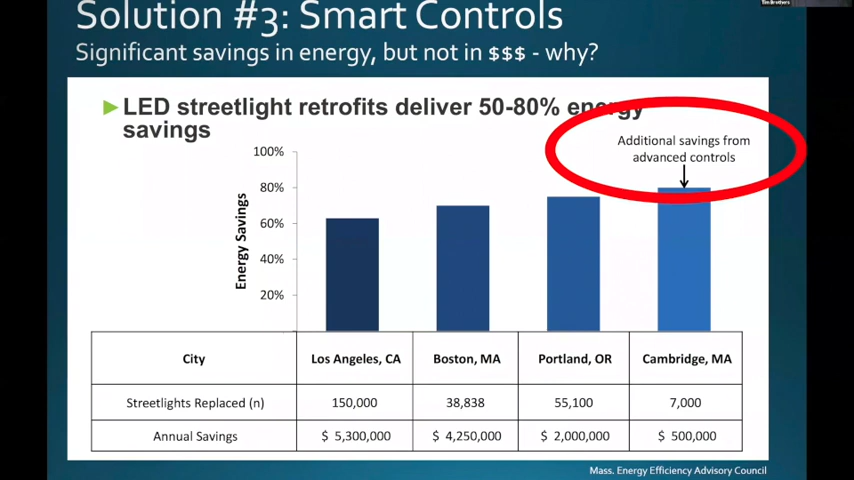 Tim Brothers
Solution #3: Smart Controls
Significant savings in energy, but not in $$$ - why?
LED streetlight retrofits deliver 50-80% energy
savings
Additional savings from
advanced controls
100%
80%
60%
40%
20%
Energy Savings
City Los Angeles, CA Boston, MA Portland, OR Cambridge, MA
Streetlights Replaced (n) 150,000 38,838 55,100 7,000
Annual Savings $ 5,300,000 $ 4,250,000 $ 2,000,000 $ 500,000
Mass. Energy Efficiency Advisory Council